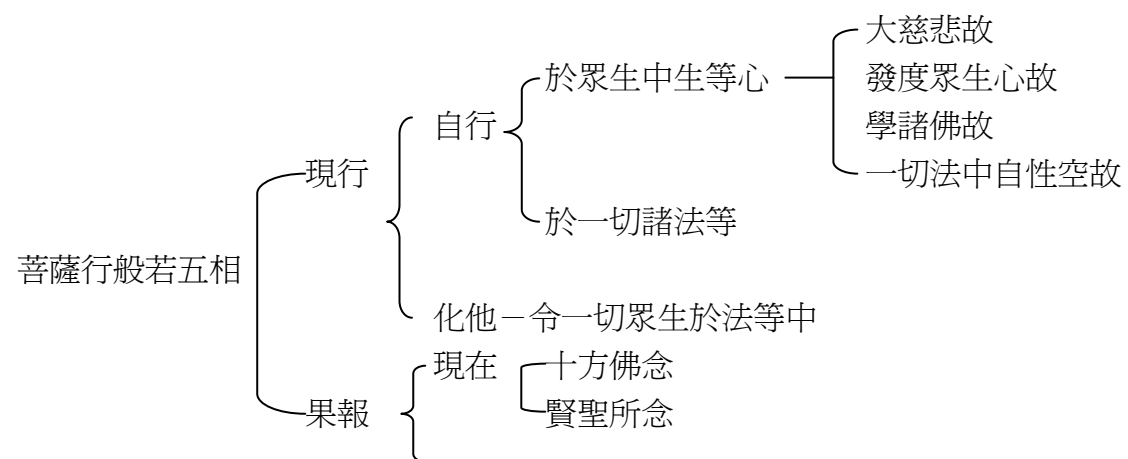 大慈悲故
於眾生中生等心
發度眾生心故
自行
學諸佛故
現行
一切法中自性空故
於一切諸法等
菩薩行般若五相
化他－令一切眾生於法等中
現在
十方佛念
果報
賢聖所念